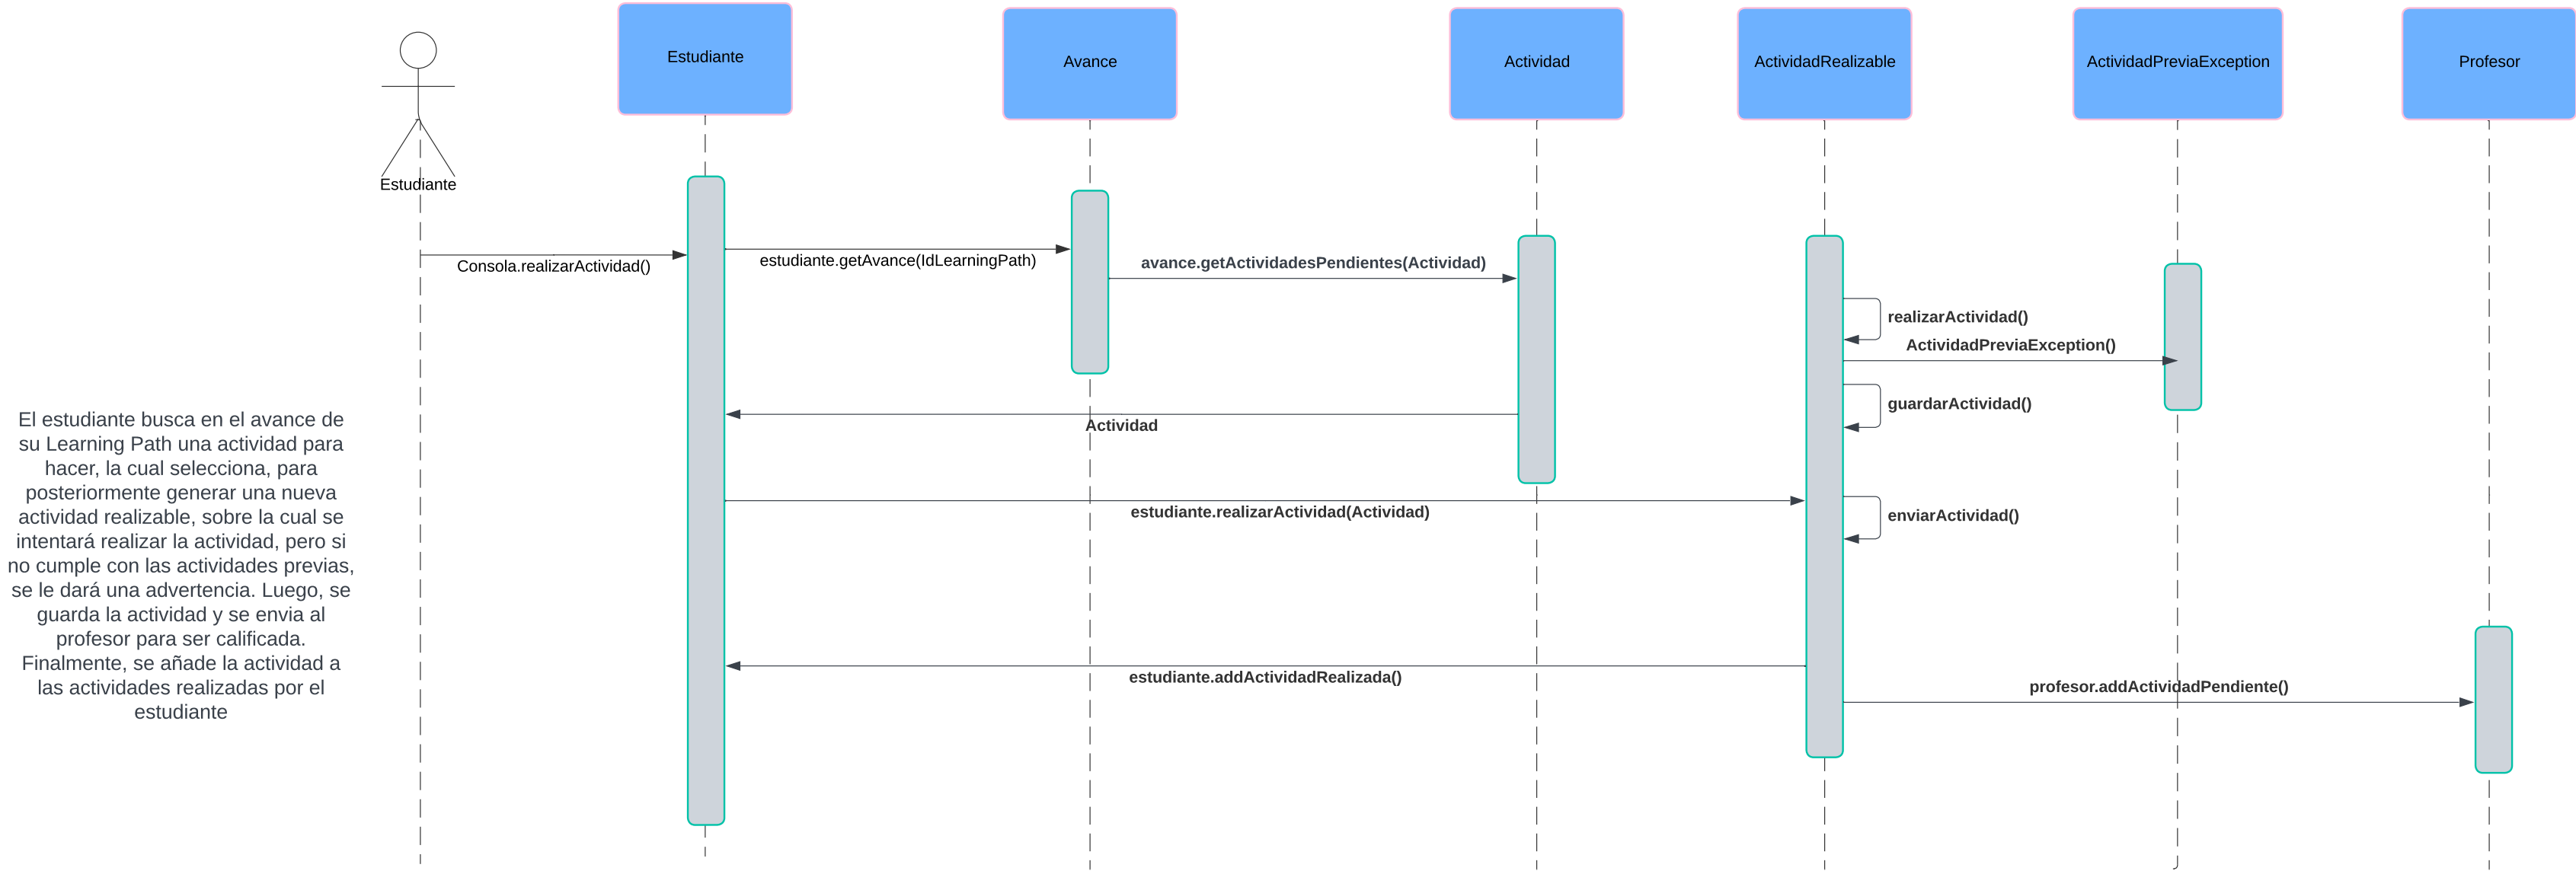 Estudiante
Avance
Actividad
ActividadRealizable
ActividadPreviaException
Profesor
Estudiante
Consola.realizarActividad()
estudiante.getAvance(IdLearningPath)
avance.getActividadesPendientes(Actividad)
realizarActividad()
ActividadPreviaException()
guardarActividad()
Actividad
estudiante.realizarActividad(Actividad)
enviarActividad()
estudiante.addActividadRealizada()
profesor.addActividadPendiente()
El estudiante busca en el avance de
su Learning Path una actividad para
hacer, la cual selecciona, para
posteriormente generar una nueva
actividad realizable, sobre la cual se
intentará realizar la actividad, pero si
no cumple con las actividades previas,
se le dará una advertencia. Luego, se
guarda la actividad y se envia al
profesor para ser calificada.
Finalmente, se añade la actividad a
las actividades realizadas por el
estudiante